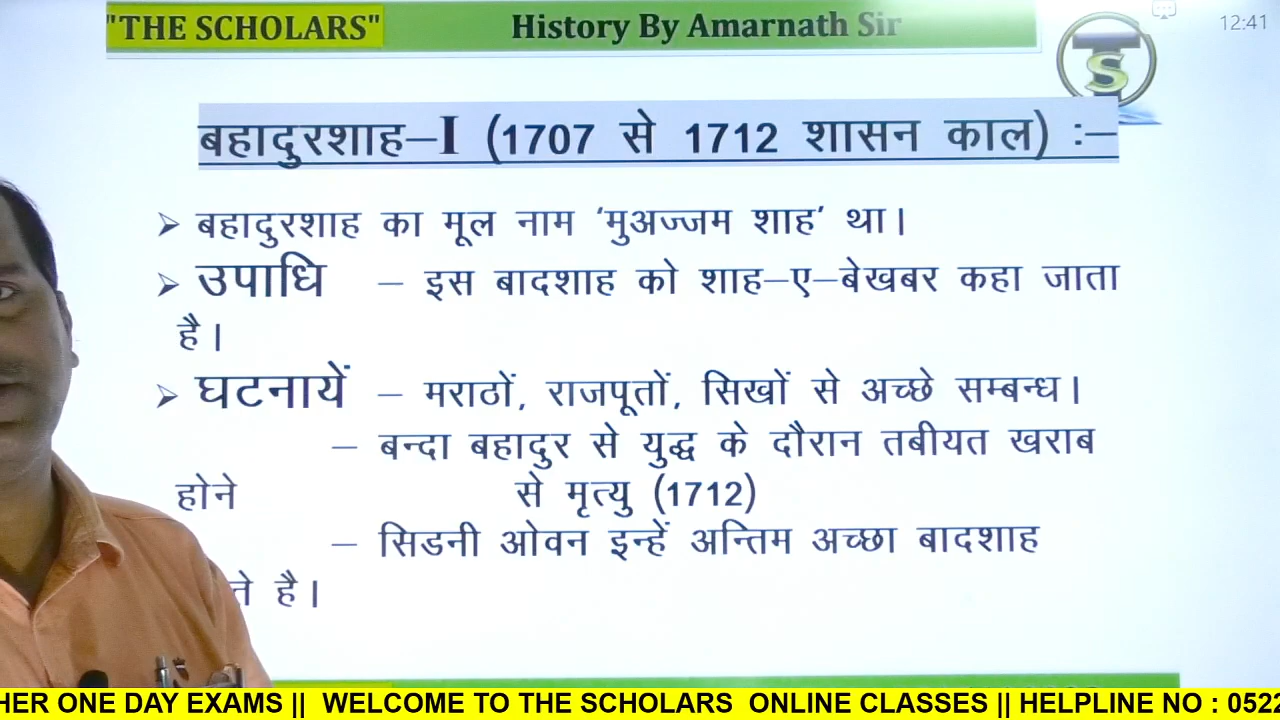 "THE SCHOLARS" History By Amarnath Sir
12:41
T
S
बहादुरशाह–I (1707 से 1712 शासन काल) :–
➢ बहादुरशाह का मूल नाम ‘मुअज्जम शाह’ था।
➢ उपाधि – इस बादशाह को शाह–ए–बेखबर कहा जाता
है।
➢ घटनायें – मराठों, राजपूतों, सिखों से अच्छे सम्बन्ध।
– बन्दा बहादुर से युद्ध के दौरान तबीयत खराब
होने से मृत्यु (1712)
– सिडनी ओवन इन्हें अन्तिम अच्छा बादशाह
है।
HER ONE DAY EXAMS || WELCOME TO THE SCHOLARS ONLINE CLASSES || HELPLINE NO : 0522